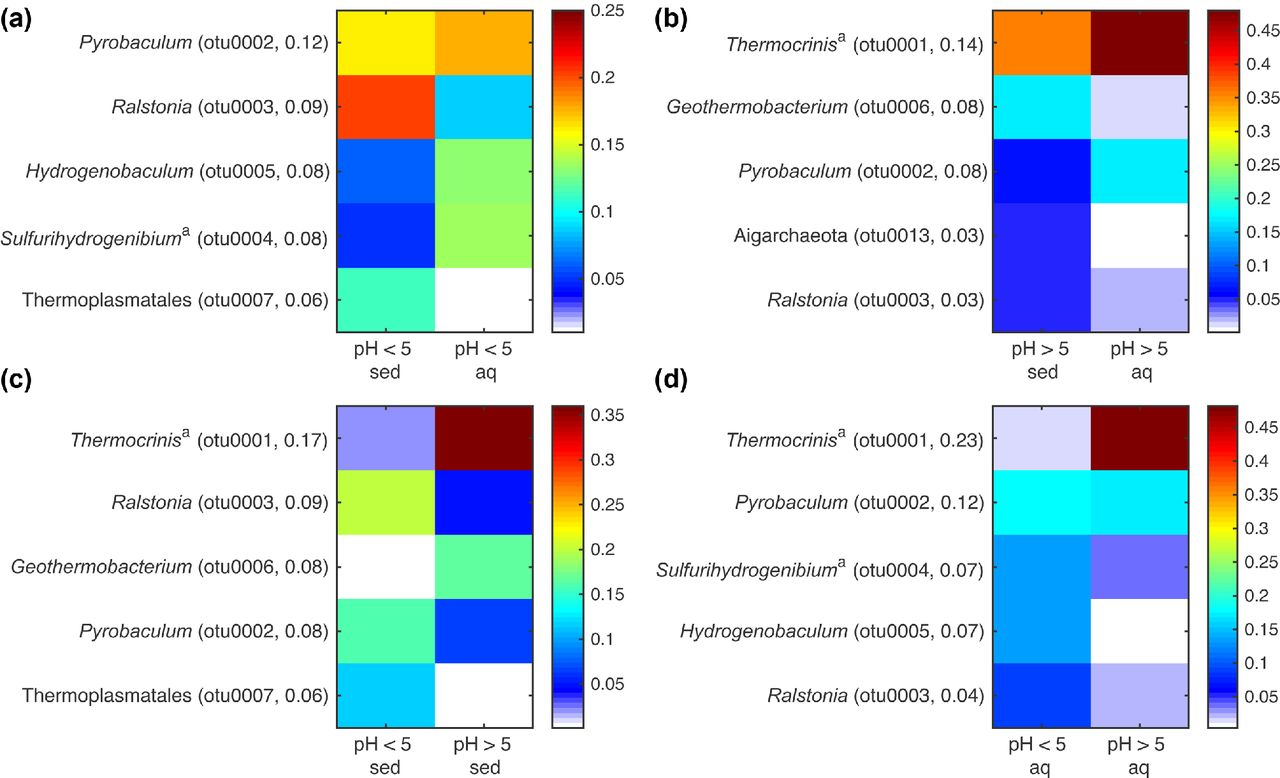 (a)
Pyrobaculum (otu0002, 0.12)
Ralstonia (otu0003, 0.09)
Hydrogenobaculum (otu0005, 0.08)
Sulfurihydrogenibiumª (otu0004, 0.08)
Thermoplasmatales (otu0007, 0.06)
pH < 5
sed
pH < 5
aq
0.25
0.2
0.15
0.1
0.05
(b)
Thermocrinisª (otu0001, 0.14)
Geothermobacterium (otu0006, 0.08)
Pyrobaculum (otu0002, 0.08)
Aigarchaeota (otu0013, 0.03)
Ralstonia (otu0003, 0.03)
pH > 5
sed
pH > 5
aq
0.45
0.4
0.35
0.3
0.25
0.2
0.15
0.1
0.05
(c)
Thermocrinisª (otu0001, 0.17)
Ralstonia (otu0003, 0.09)
Geothermobacterium (otu0006, 0.08)
Pyrobaculum (otu0002, 0.08)
Thermoplasmatales (otu0007, 0.06)
pH < 5
sed
pH > 5
sed
0.35
0.3
0.25
0.2
0.15
0.1
0.05
(d)
Thermocrinisª (otu0001, 0.23)
Pyrobaculum (otu0002, 0.12)
Sulfurihydrogenibiumª (otu0004, 0.07)
Hydrogenobaculum (otu0005, 0.07)
Ralstonia (otu0003, 0.04)
pH < 5
aq
pH > 5
aq
0.45
0.4
0.35
0.3
0.25
0.2
0.15
0.1
0.05